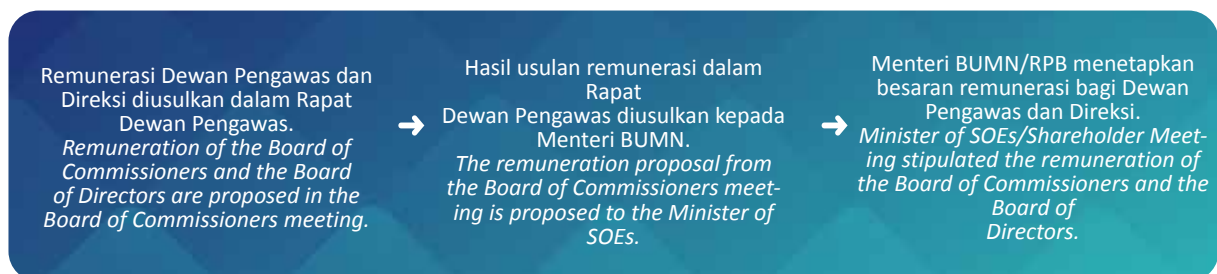 Remunerasi Dewan Pengawas dan
Direksi diusulkan dalam Rapat
Dewan Pengawas.
Remuneration of the Board of
Commissioners and the Board
of Directors are proposed in the
Board of Commissioners meeting.
Hasil usulan remunerasi dalam
Rapat
Dewan Pengawas diusulkan kepada
Menteri BUMN.
The remuneration proposal from
the Board of Commissioners meet-
ing is proposed to the Minister of
SOEs.
Menteri BUMN/RPB menetapkan
besaran remunerasi bagi Dewan
Pengawas dan Direksi.
Minister of SOEs/Shareholder Meet-
ing stipulated the remuneration of
the Board of Commissioners and the
Board of
Directors.